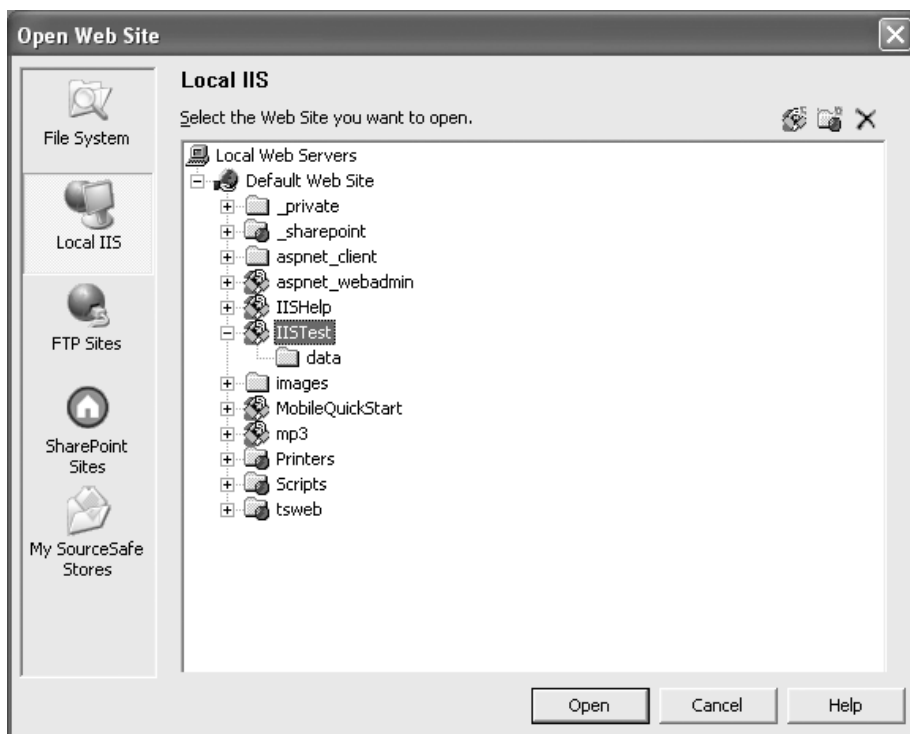 Open Web Site
File System
Local IIS
FTP Sites
SharePoint
Sites
My SourceSafe
Stores
Local IIS
Select the Web Site you want to open.
Local Web Servers
Default Web Site
_private
_sharepoint
aspnet_client
aspnet_webadmin
IISHelp
IISTest
data
images
MobileQuickStart
mp3
Printers
Scripts
tsweb
Open
Cancel
Help